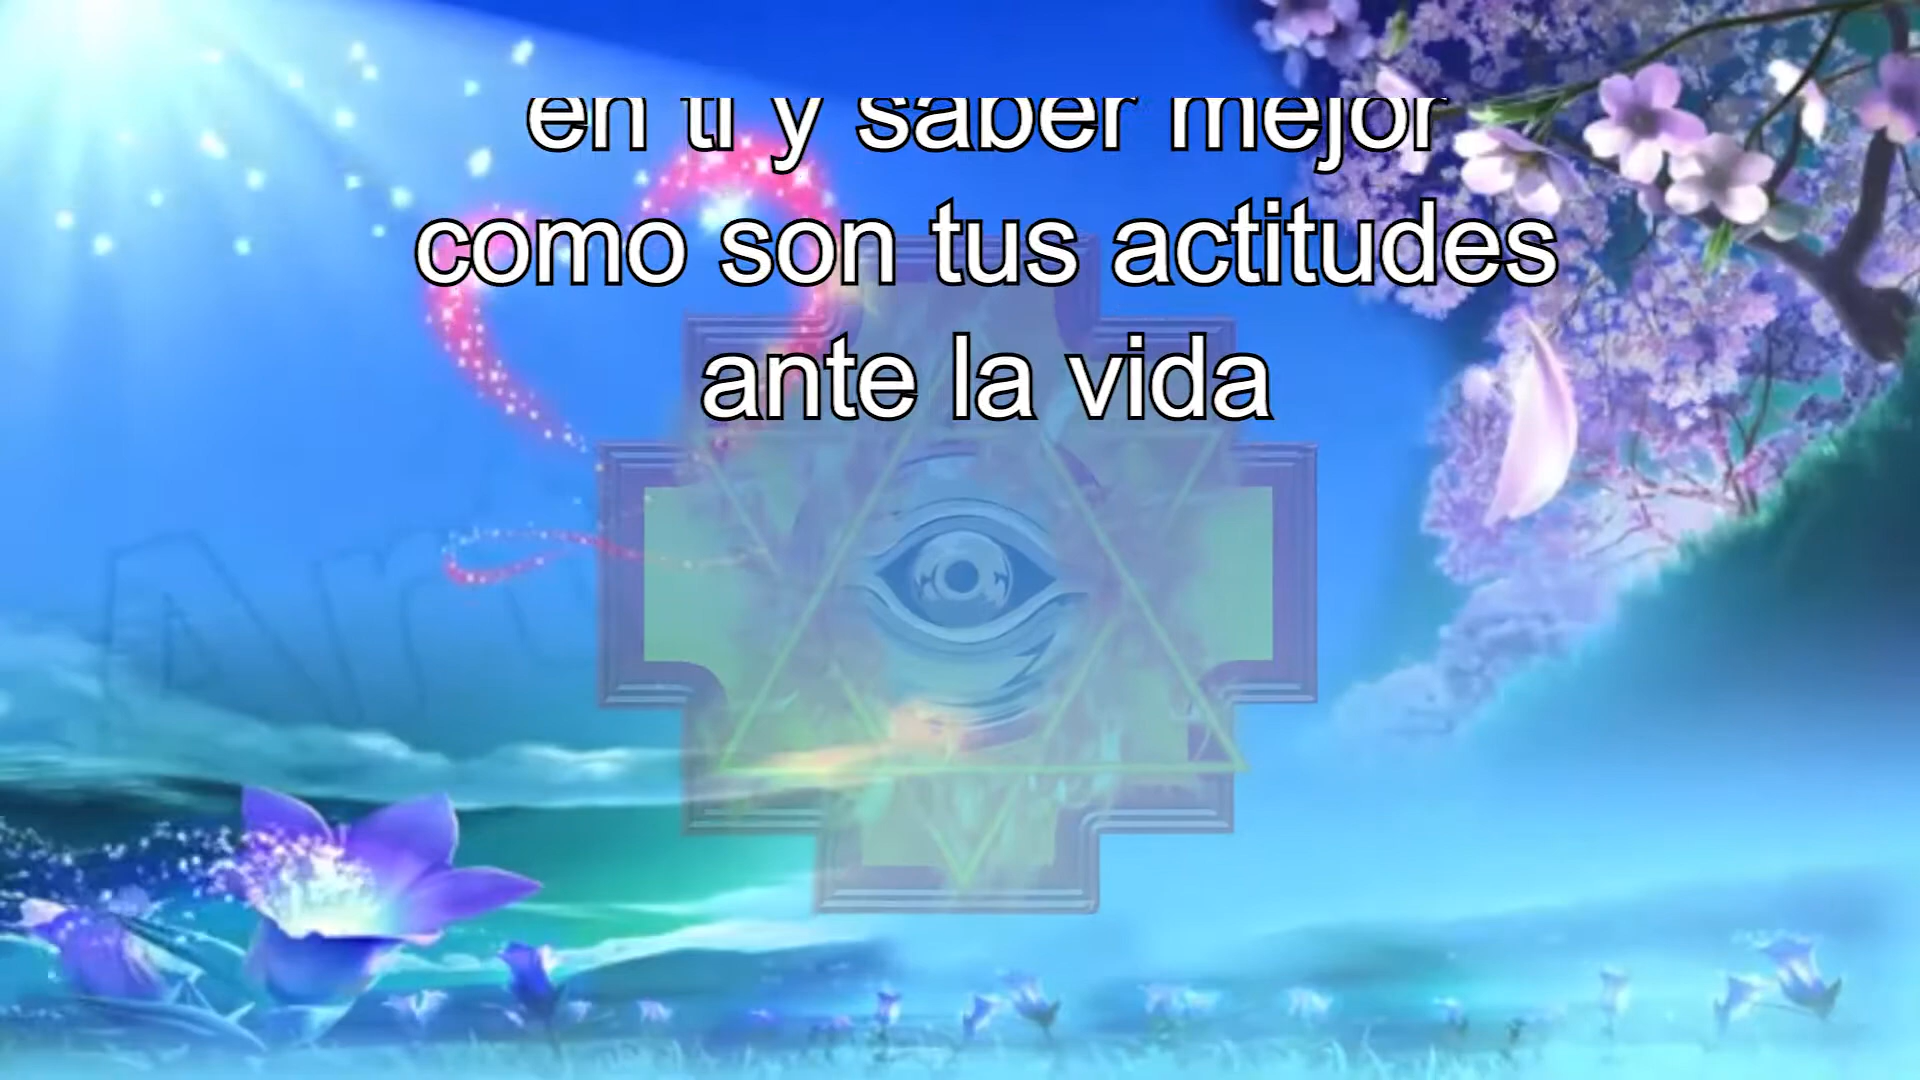 en ti y saber mejor
como son tus actitudes
ante la vida